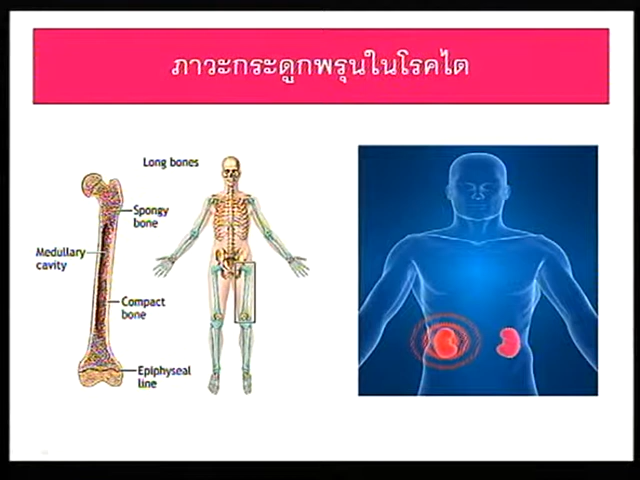 ภาวะกระดูกพรุนในโรคไต
Long bones
Spongy
bone
Medullary
cavity
Compact
bone
Epiphyseal
line